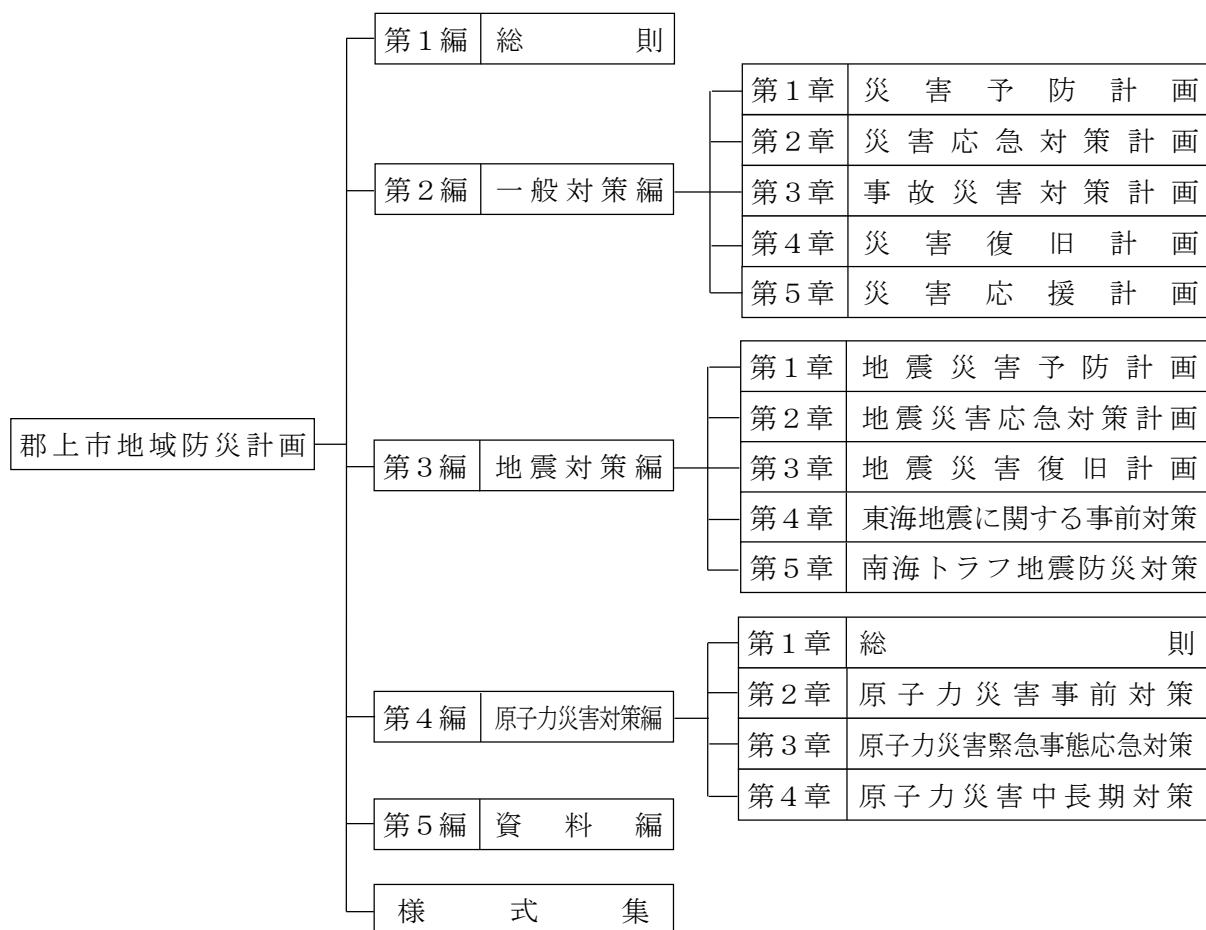 郡上市地域防災計画
第1編 総則
第2編 一般対策編
第1章 災害予防計画
第2章 災害応急対策計画
第3章 事故災害対策計画
第4章 災害復旧計画
第5章 災害応援計画
第3編 地震対策編
第1章 地震災害予防計画
第2章 地震災害応急対策計画
第3章 地震災害復旧計画
第4章 東海地震に関する事前対策
第5章 南海トラフ地震防災対策
第4編 原子力災害対策編
第1章 総則
第2章 原子力災害事前対策
第3章 原子力災害緊急事態応急対策
第4章 原子力災害中長期対策
第5編 資料編
様式集